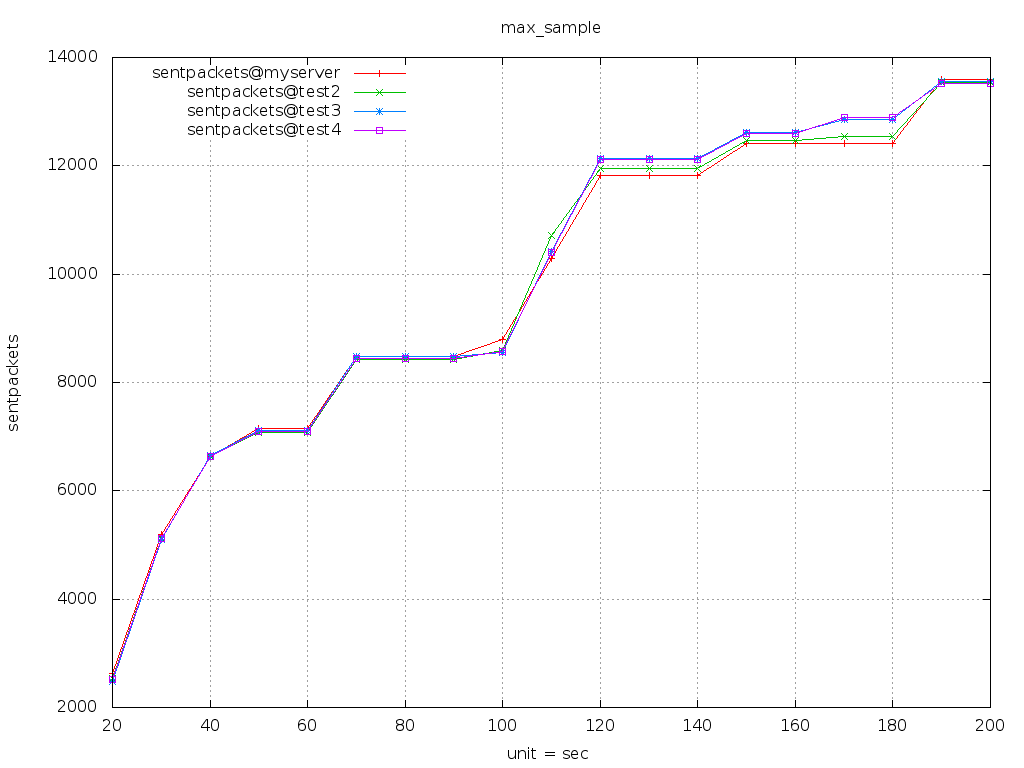 max_sample
14000
12000
10000
8000
6000
4000
2000
sentpackets
sentpackets@myserver
sentpackets@test2
sentpackets@test3
sentpackets@test4
20 40 60 80 100 120 140 160 180 200
unit = sec